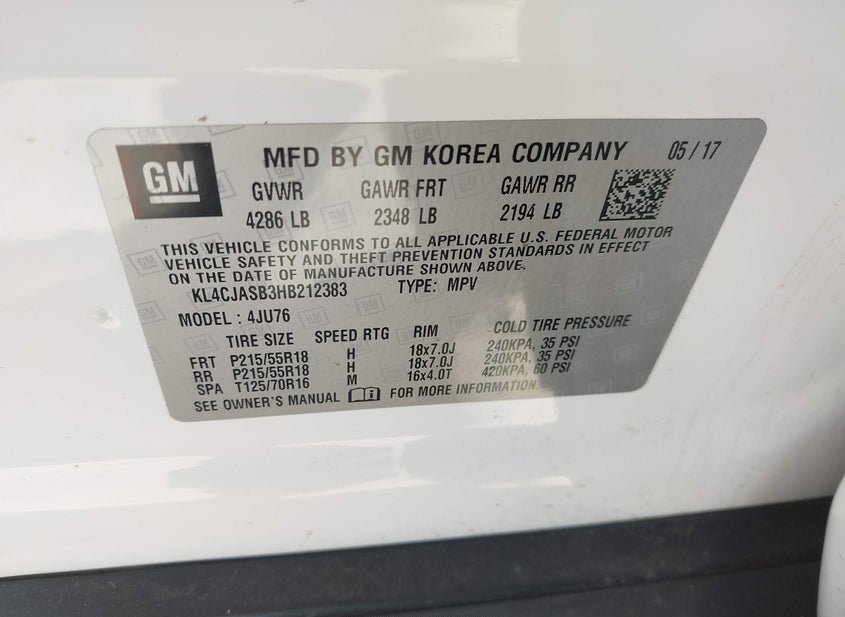 GM MFD BY GM KOREA COMPANY 05/17
GVWR GAWR FRT GAWR RR
4286 LB 2348 LB 2194 LB
THIS VEHICLE CONFORMS TO ALL APPLICABLE U.S. FEDERAL MOTOR
VEHICLE SAFETY AND THEFT PREVENTION STANDARDS IN EFFECT
ON THE DATE OF MANUFACTURE SHOWN ABOVE.
KL4CJASB3HB212383 TYPE: MPV
MODEL : 4JU76
TIRE SIZE SPEED RTG RIM COLD TIRE PRESSURE
FRT P215/55R18 H 18x7.0J 240KPA, 35 PSI
RR P215/55R18 H 18x7.0J 240KPA, 35 PSI
SPA T125/70R16 M 16x4.0T 420KPA, 60 PSI
SEE OWNER'S MANUAL FOR MORE INFORMATION.